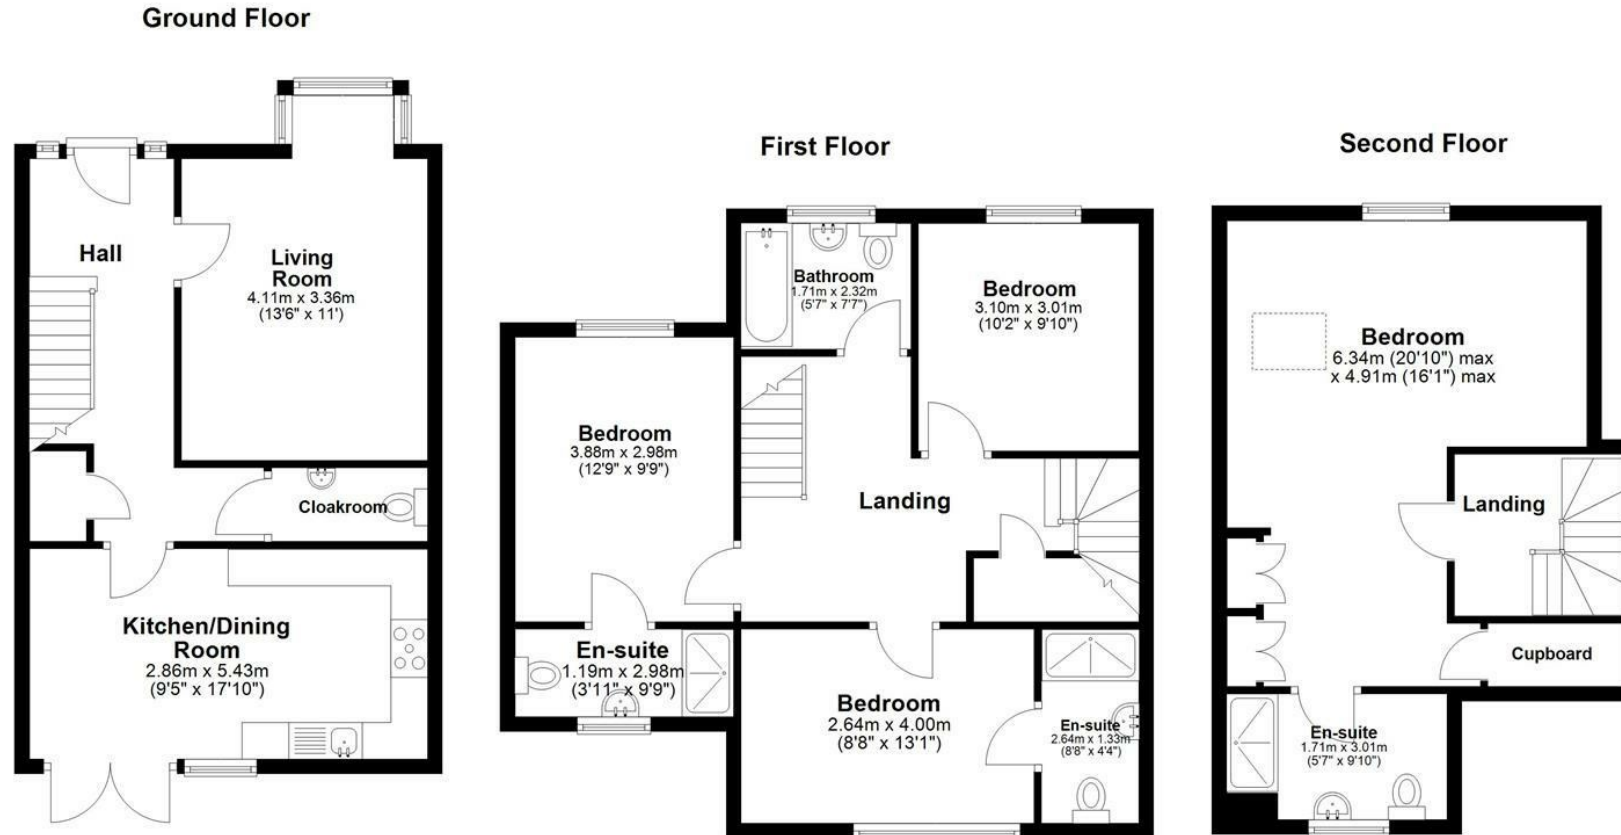 Ground Floor
Hall
Living
Room
4.11m x 3.36m
(13'6" x 11')
Cloakroom
Kitchen/Dining
Room
2.86m x 5.43m
(9'5" x 17'10")
First Floor
Bathroom
1.71m x 2.32m
(5'7" x 7'7")
Bedroom
3.10m x 3.01m
(10'2" x 9'10")
Bedroom
3.88m x 2.98m
(12'9" x 9'9")
Landing
En-suite
1.19m x 2.98m
(3'11" x 9'9")
Bedroom
2.64m x 4.00m
(8'8" x 13'1")
En-suite
2.64m x 1.33m
(8'8" x 4'4")
Second Floor
Bedroom
6.34m (20'10") max
x 4.91m (16'1") max
Landing
Cupboard
En-suite
1.71m x 3.01m
(5'7" x 9'10")